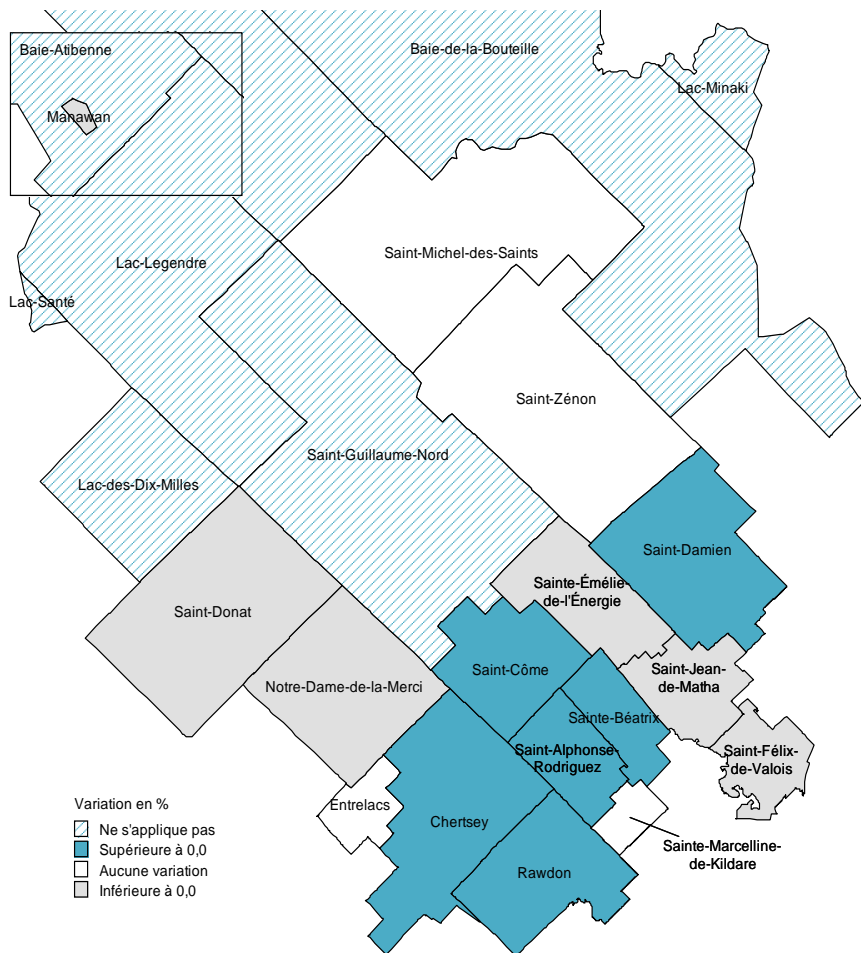 Baie-Atibenne
Baie-de-la-Bouteille
Lac-Minaki
Manawan
Saint-Michel-des-Saints
Lac-Legendre
Lac-Santé
Saint-Zénon
Saint-Guillaume-Nord
Lac-des-Dix-Milles
Saint-Damien
Sainte-Émélie-
de-l'Énergie
Saint-Donat
Saint-Côme
Saint-Jean-
de-Matha
Notre-Dame-de-la-Merci
Sainte-Béatrix
Saint-Alphonse-
Rodriguez
Saint-Félix-
de-Valois
Entrelacs
Chertsey
Sainte-Marcelline-
de-Kildare
Rawdon
Variation en %
Ne s'applique pas
Supérieure à 0,0
Aucune variation
Inférieure à 0,0